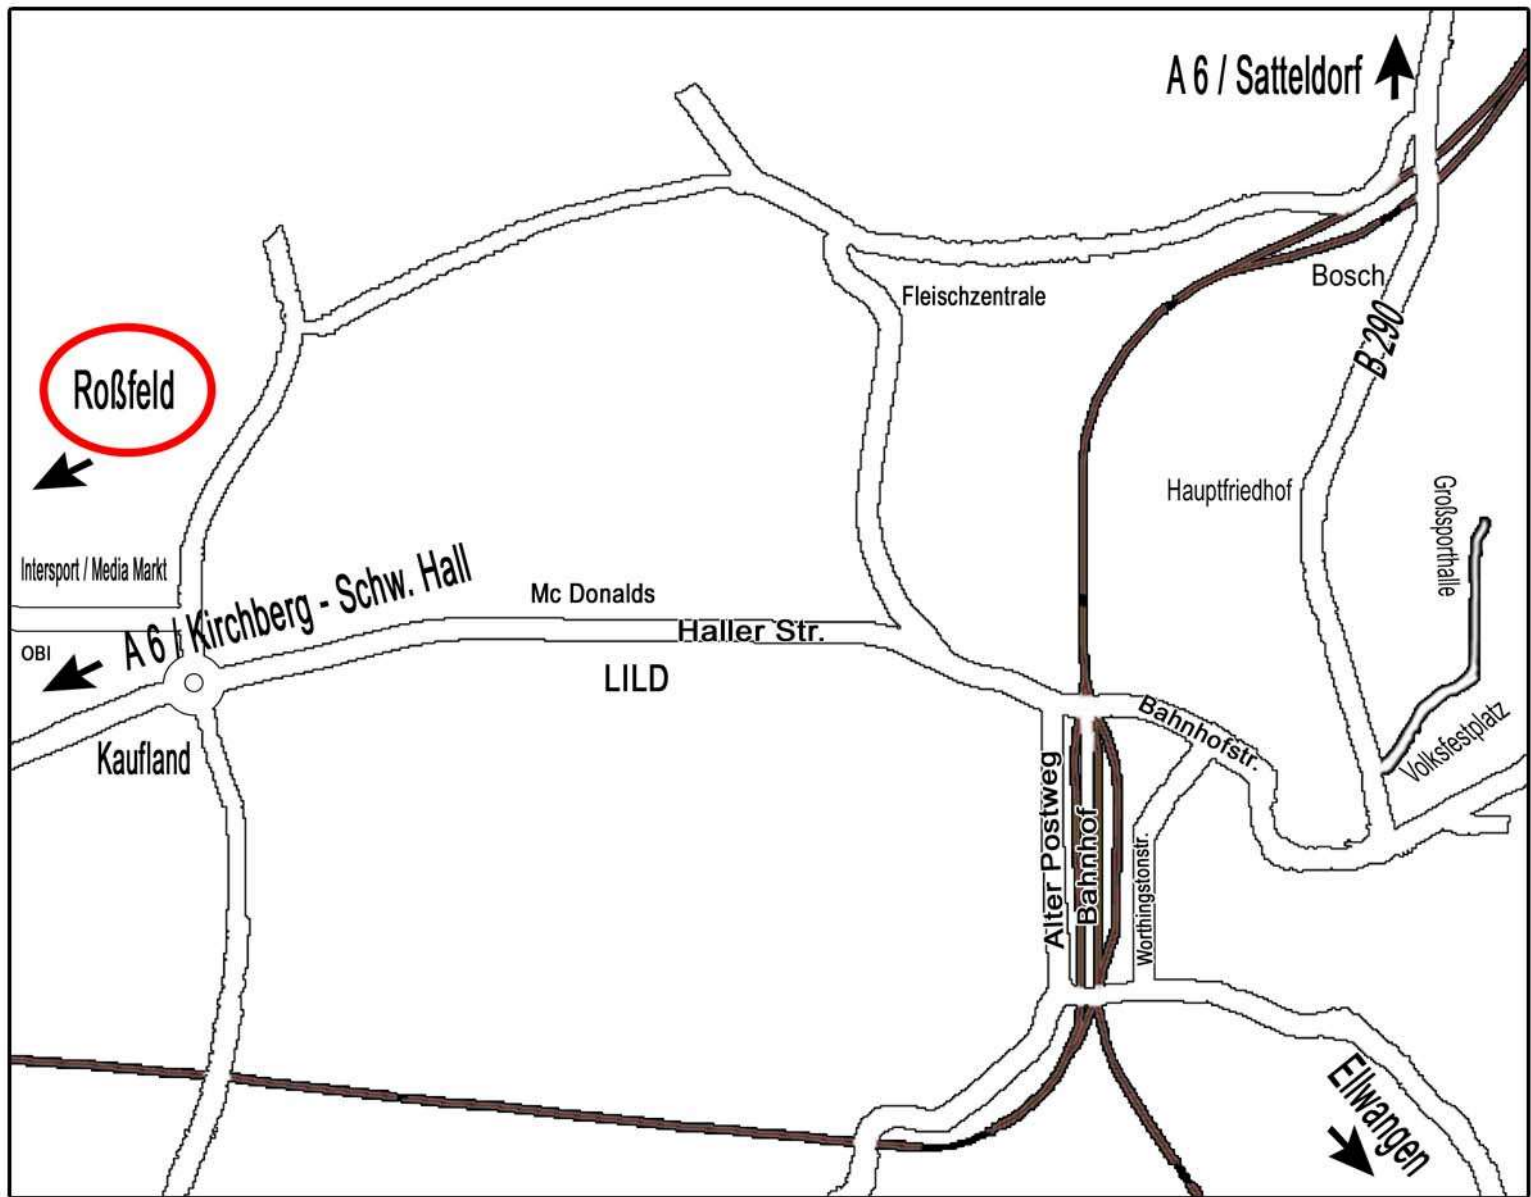 A 6 / Satteldorf
Bosch
Fleischzentrale
B 290
Roßfeld
Hauptfriedhof
Großsporthalle
Intersport / Media Markt
A 6 / Kirchberg - Schw. Hall
Mc Donalds
Haller Str.
OBI
LILD
Bahnhofstr.
Volksfestplatz
Kaufland
Alter Postweg
Bahnhof
Worthingstonstr.
Ellwangen